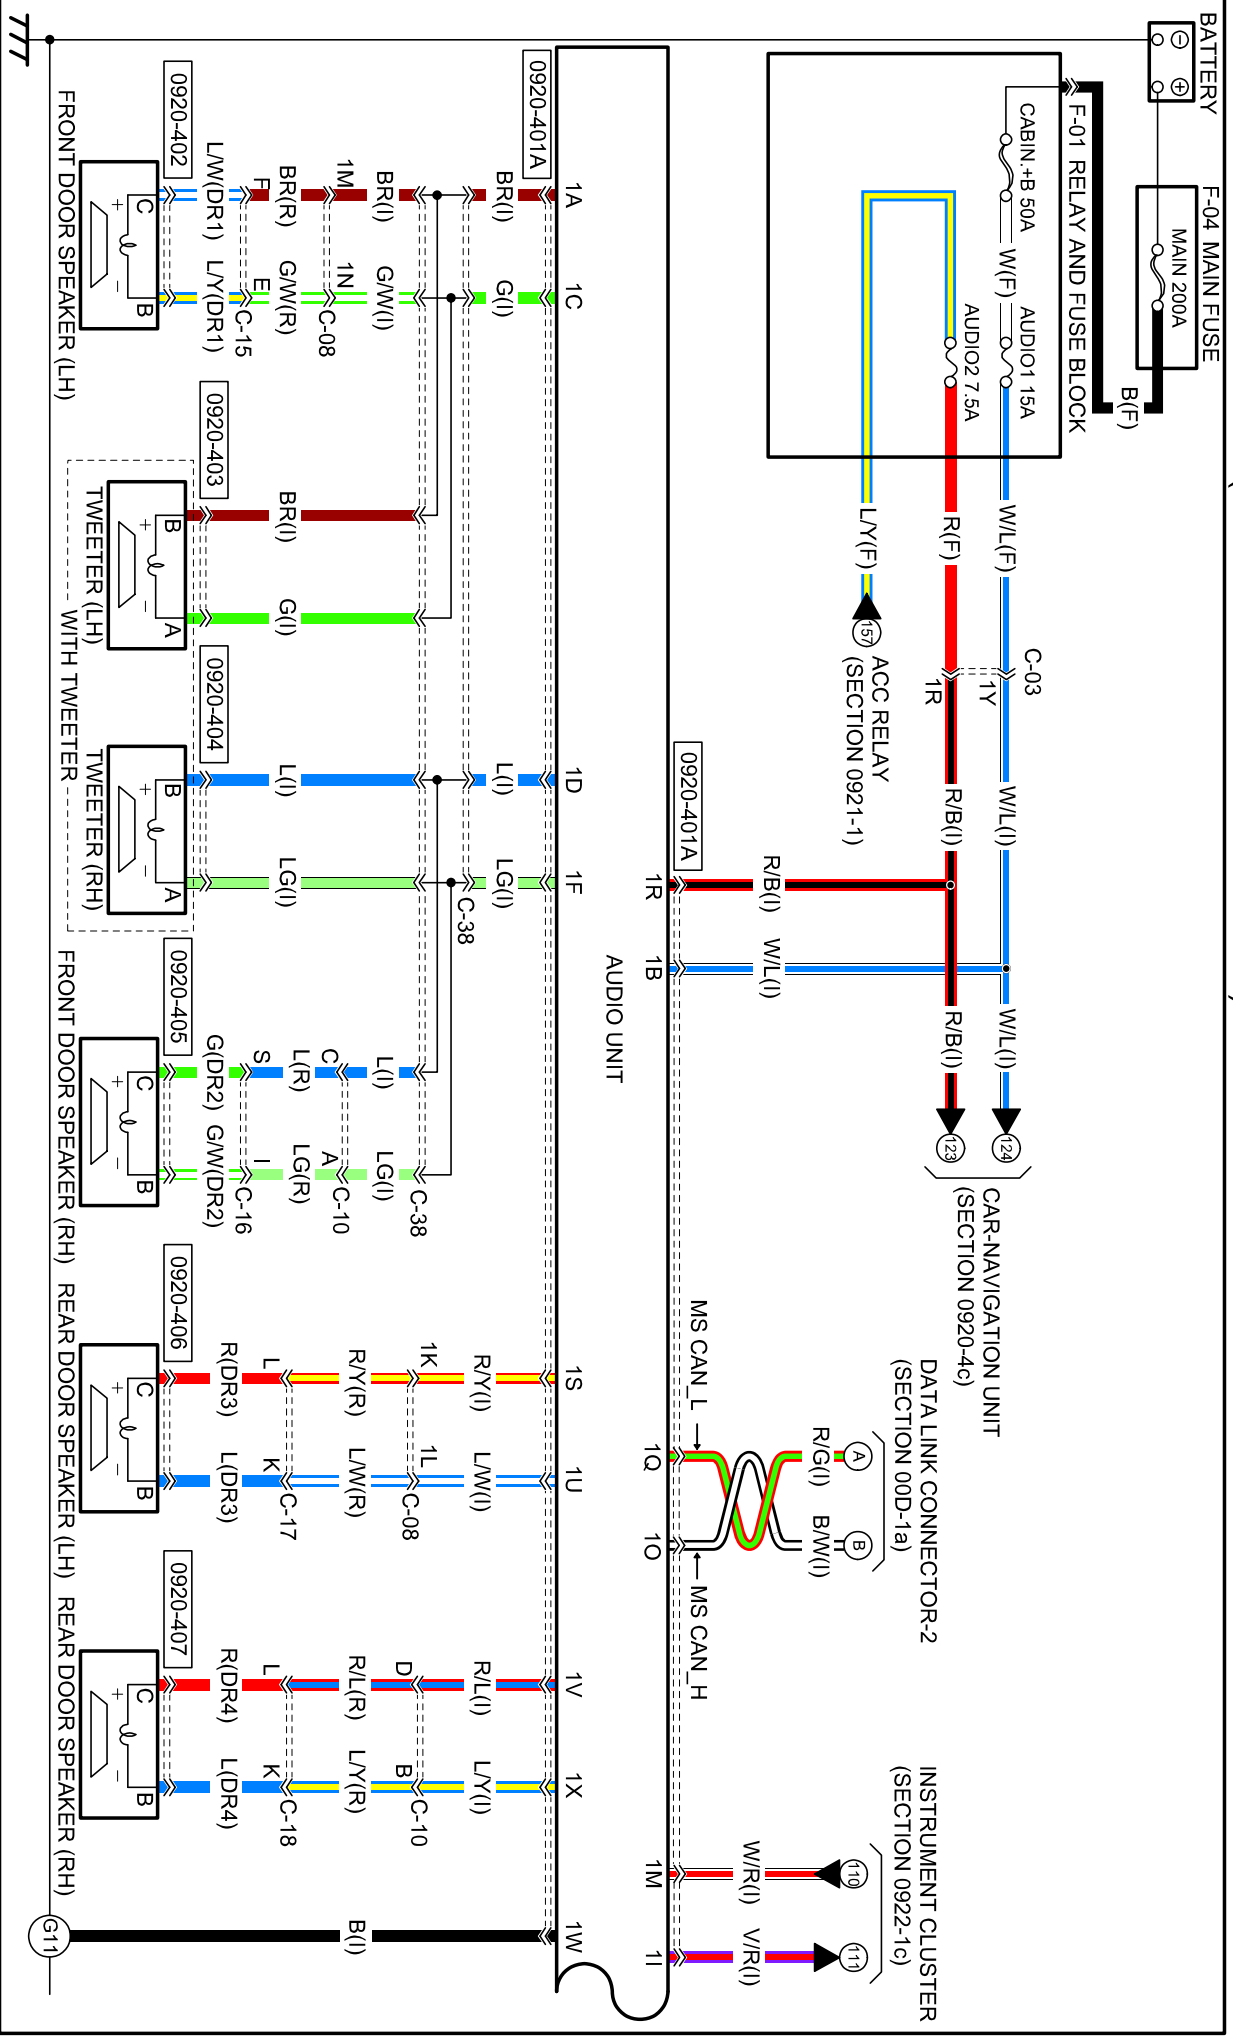 BATTERY
F-04 MAIN FUSE
MAIN 200A
B(F)
F-01 RELAY AND FUSE BLOCK
CABIN.+B 50A
W(F)
AUDIO1 15A
AUDIO2 7.5A
W/L(F)
R(F)
L/Y(F)
157
ACC RELAY
(SECTION 0921-1)
C-03
1Y
1R
W/L(I)
R/B(I)
W/L(I)
R/B(I)
124
123
CAR-NAVIGATION UNIT
(SECTION 0920-4c)
0920-401A
R/B(I)
W/L(I)
1R
1B
DATA LINK CONNECTOR-2
(SECTION 00D-1a)
A
B
R/G(I)
B/W(I)
MS CAN_L
MS CAN_H
1Q
1O
INSTRUMENT CLUSTER
(SECTION 0922-1c)
110
111
W/R(I)
V/R(I)
1M
1I
AUDIO UNIT
0920-401A
1A
1C
1D
1F
1S
1U
1V
1X
1W
BR(I)
G(I)
L(I)
LG(I)
C-38
R/Y(I)
L/W(I)
R/L(I)
L/Y(I)
B(I)
BR(I)
G/W(I)
L(I)
LG(I)
C-38
1M
1N
C-08
C
A
C-10
1K
1L
C-08
D
B
C-10
BR(R)
G/W(R)
BR(I)
G(I)
L(I)
LG(I)
L(R)
LG(R)
R/Y(R)
L/W(R)
R/L(R)
L/Y(R)
F
E
C-15
S
I
C-16
L
K
C-17
L
K
C-18
L/W(DR1)
L/Y(DR1)
G(DR2)
G/W(DR2)
R(DR3)
L(DR3)
R(DR4)
L(DR4)
0920-402
0920-403
0920-404
0920-405
0920-406
0920-407
C
+
−
B
B
+
−
A
B
+
−
A
C
+
−
B
C
+
−
B
C
+
−
B
TWEETER (LH)
TWEETER (RH)
WITH TWEETER
FRONT DOOR SPEAKER (LH)
FRONT DOOR SPEAKER (RH)
REAR DOOR SPEAKER (LH)
REAR DOOR SPEAKER (RH)
G11